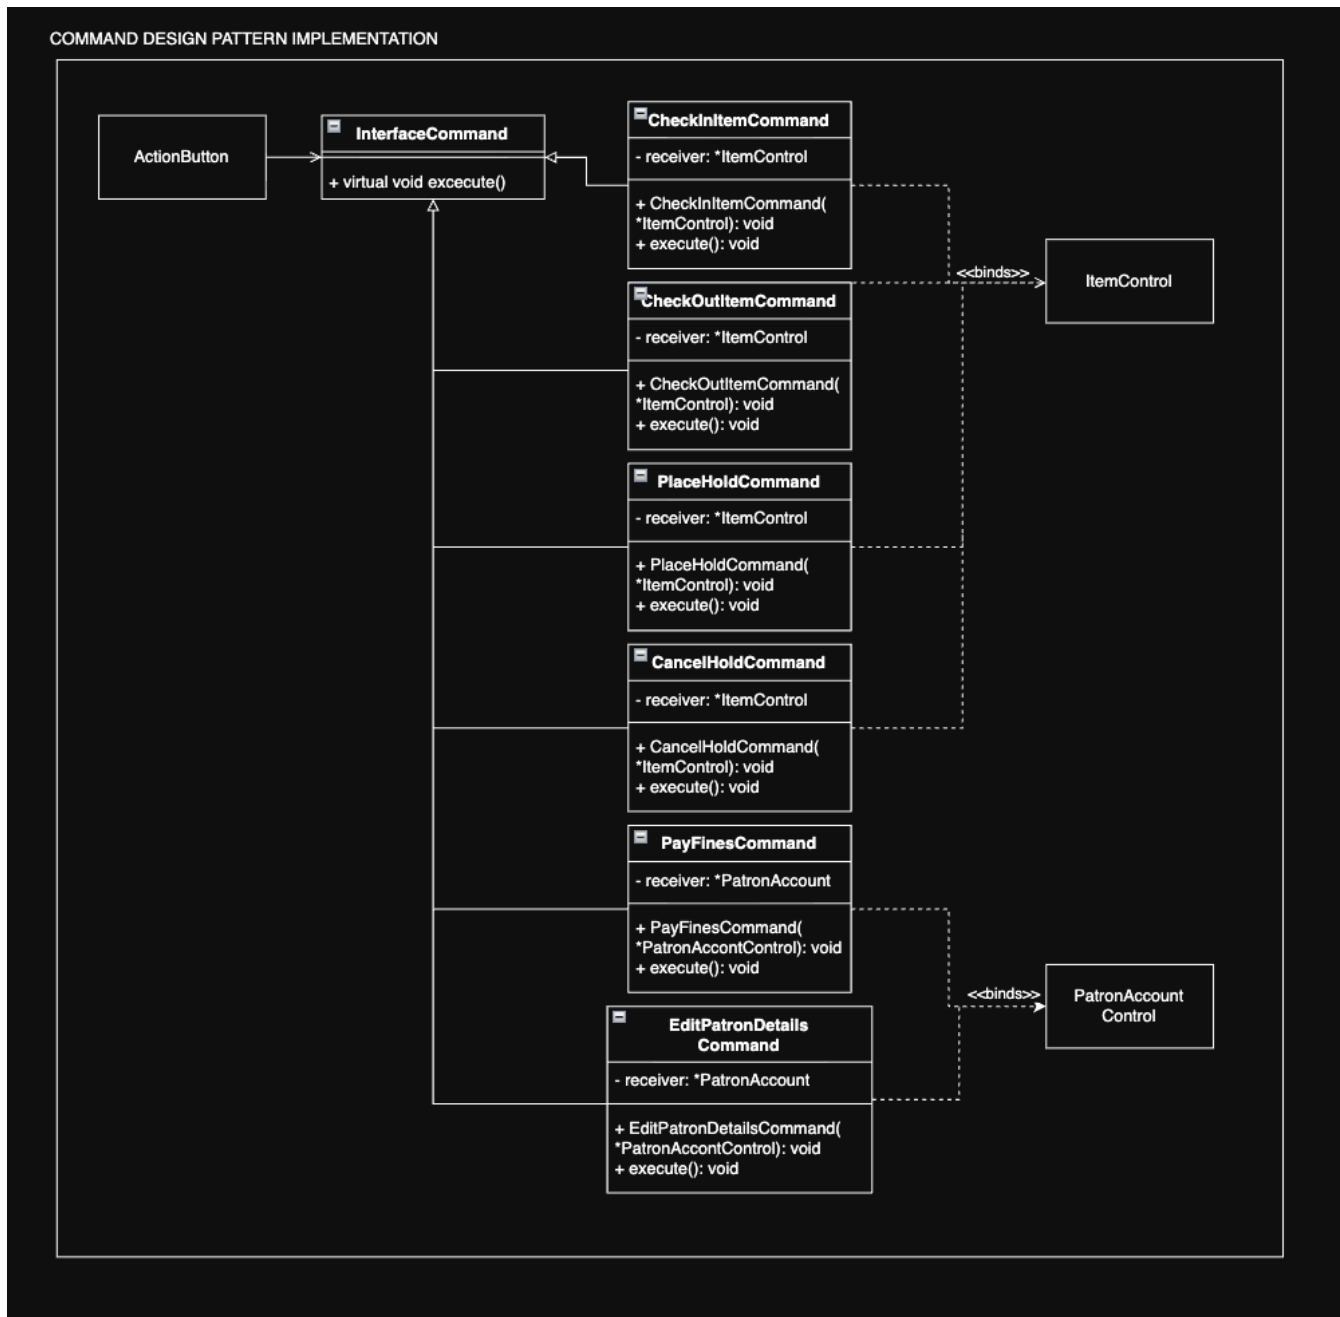 COMMAND DESIGN PATTERN IMPLEMENTATION
ActionButton
InterfaceCommand
+ virtual void excecute()
CheckInItemCommand
- receiver: *ItemControl
+ CheckInItemCommand(
*ItemControl): void
+ execute(): void
<<binds>>
ItemControl
CheckOutItemCommand
- receiver: *ItemControl
+ CheckOutItemCommand(
*ItemControl): void
+ execute(): void
PlaceHoldCommand
- receiver: *ItemControl
+ PlaceHoldCommand(
*ItemControl): void
+ execute(): void
CancelHoldCommand
- receiver: *ItemControl
+ CancelHoldCommand(
*ItemControl): void
+ execute(): void
PayFinesCommand
- receiver: *PatronAccount
+ PayFinesCommand(
*PatronAccontControl): void
+ execute(): void
<<binds>>
PatronAccount
Control
EditPatronDetails
Command
- receiver: *PatronAccount
+ EditPatronDetailsCommand(
*PatronAccontControl): void
+ execute(): void